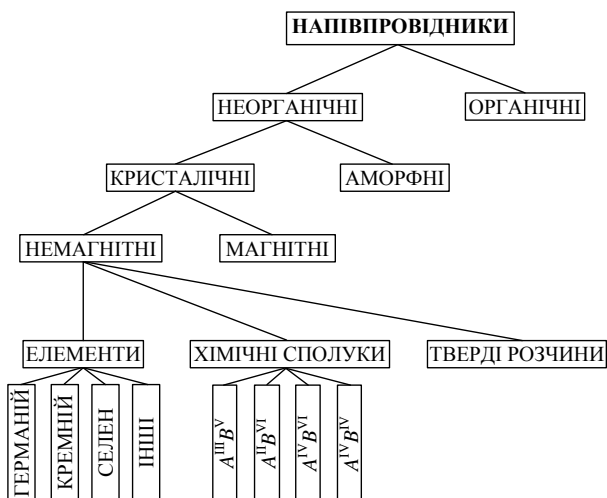 НАПІВПРОВІДНИКИ
НЕОРГАНІЧНІ
ОРГАНІЧНІ
КРИСТАЛІЧНІ
АМОРФНІ
НЕМАГНІТНІ
МАГНІТНІ
ЕЛЕМЕНТИ
ХІМІЧНІ СПОЛУКИ
ТВЕРДІ РОЗЧИНИ
ГЕРМАНІЙ
КРЕМНІЙ
СЕЛЕН
ІНШІ
A^III B^V
A^II B^VI
A^IV B^VI
A^IV B^IV